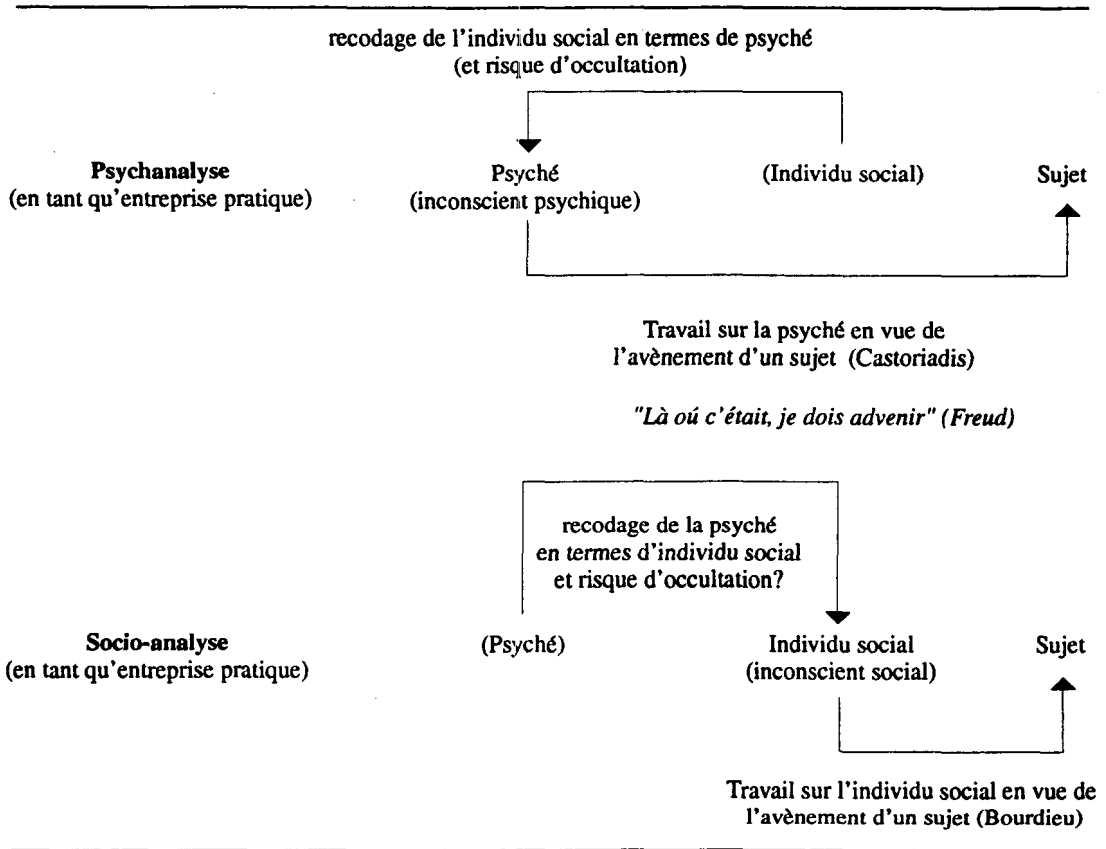 recodage de l'individu social en termes de psyché
(et risque d'occultation)
Psychanalyse
(en tant qu'entreprise pratique)
Psyché
(inconscient psychique)
(Individu social)
Sujet
Travail sur la psyché en vue de
l'avènement d'un sujet (Castoriadis)
"Là oú c'était, je dois advenir" (Freud)
recodage de la psyché
en termes d'individu social
et risque d'occultation?
Socio-analyse
(en tant qu'entreprise pratique)
(Psyché)
Individu social
(inconscient social)
Sujet
Travail sur l'individu social en vue de
l'avènement d'un sujet (Bourdieu)